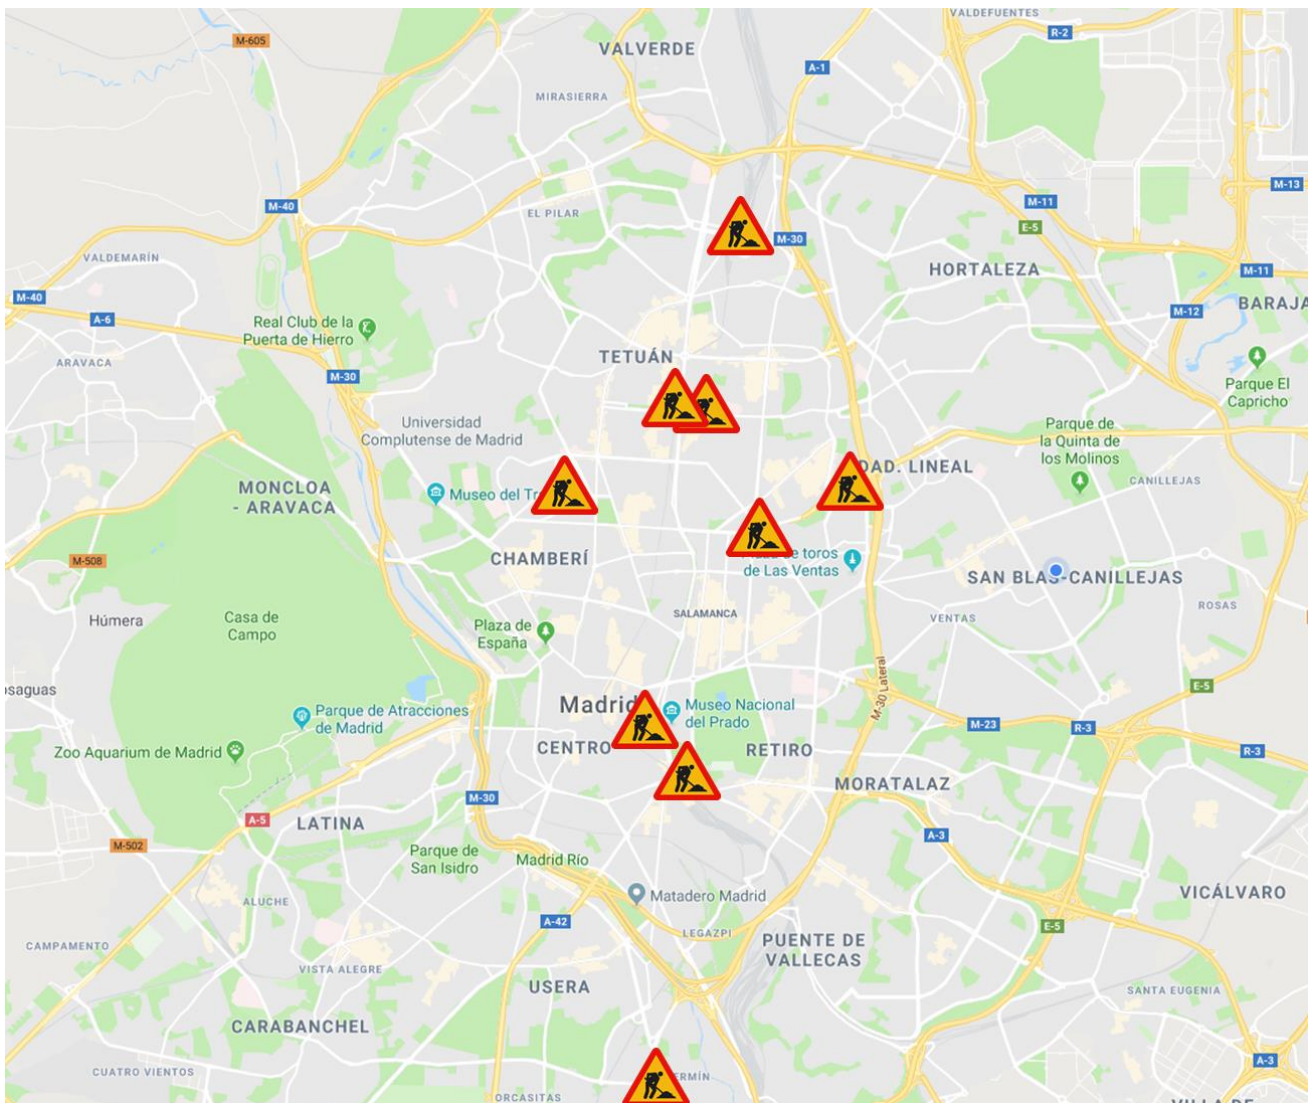 VALDEFUENTES
M-605
R-2
VALVERDE
A-1
MIRASIERRA
M-13
M-40
EL PILAR
M-11
E-5
M-30
VALDEMARÍN
HORTALEZA
M-11
M-40
BARAJA
A-6
M-12
Real Club de la
Puerta de Hierro
TETUÁN
ARAVACA
M-30
Parque El
Capricho
Universidad
Complutense de Madrid
Parque de
la Quinta de
los Molinos
DAD. LINEAL
CANILLEJAS
MONCLOA
- ARAVACA
Museo del Tr
CHAMBERÍ
de toros
de Las Ventas
M-508
SAN BLAS-CANILLEJAS
ROSAS
Húmera
Casa de
Campo
SALAMANCA
VENTAS
Plaza de
España
osaguas
M-30 Lateral
E-5
Parque de Atracciones
de Madrid
Madrid
Museo Nacional
del Prado
M-23
R-3
Zoo Aquarium de Madrid
CENTRO
RETIRO
R-3
MORATALAZ
M-30
A-5
LATINA
A-3
M-502
Parque de
San Isidro
Madrid Río
Matadero Madrid
VICÁLVARO
ALUCHE
A-42
LEGAZPI
E-5
CAMPAMENTO
PUENTE DE
VALLECAS
VISTA ALEGRE
USERA
SANTA EUGENIA
CARABANCHEL
A-3
CUATRO VIENTOS
ERMÍN
ORCASITAS
VILLA DE